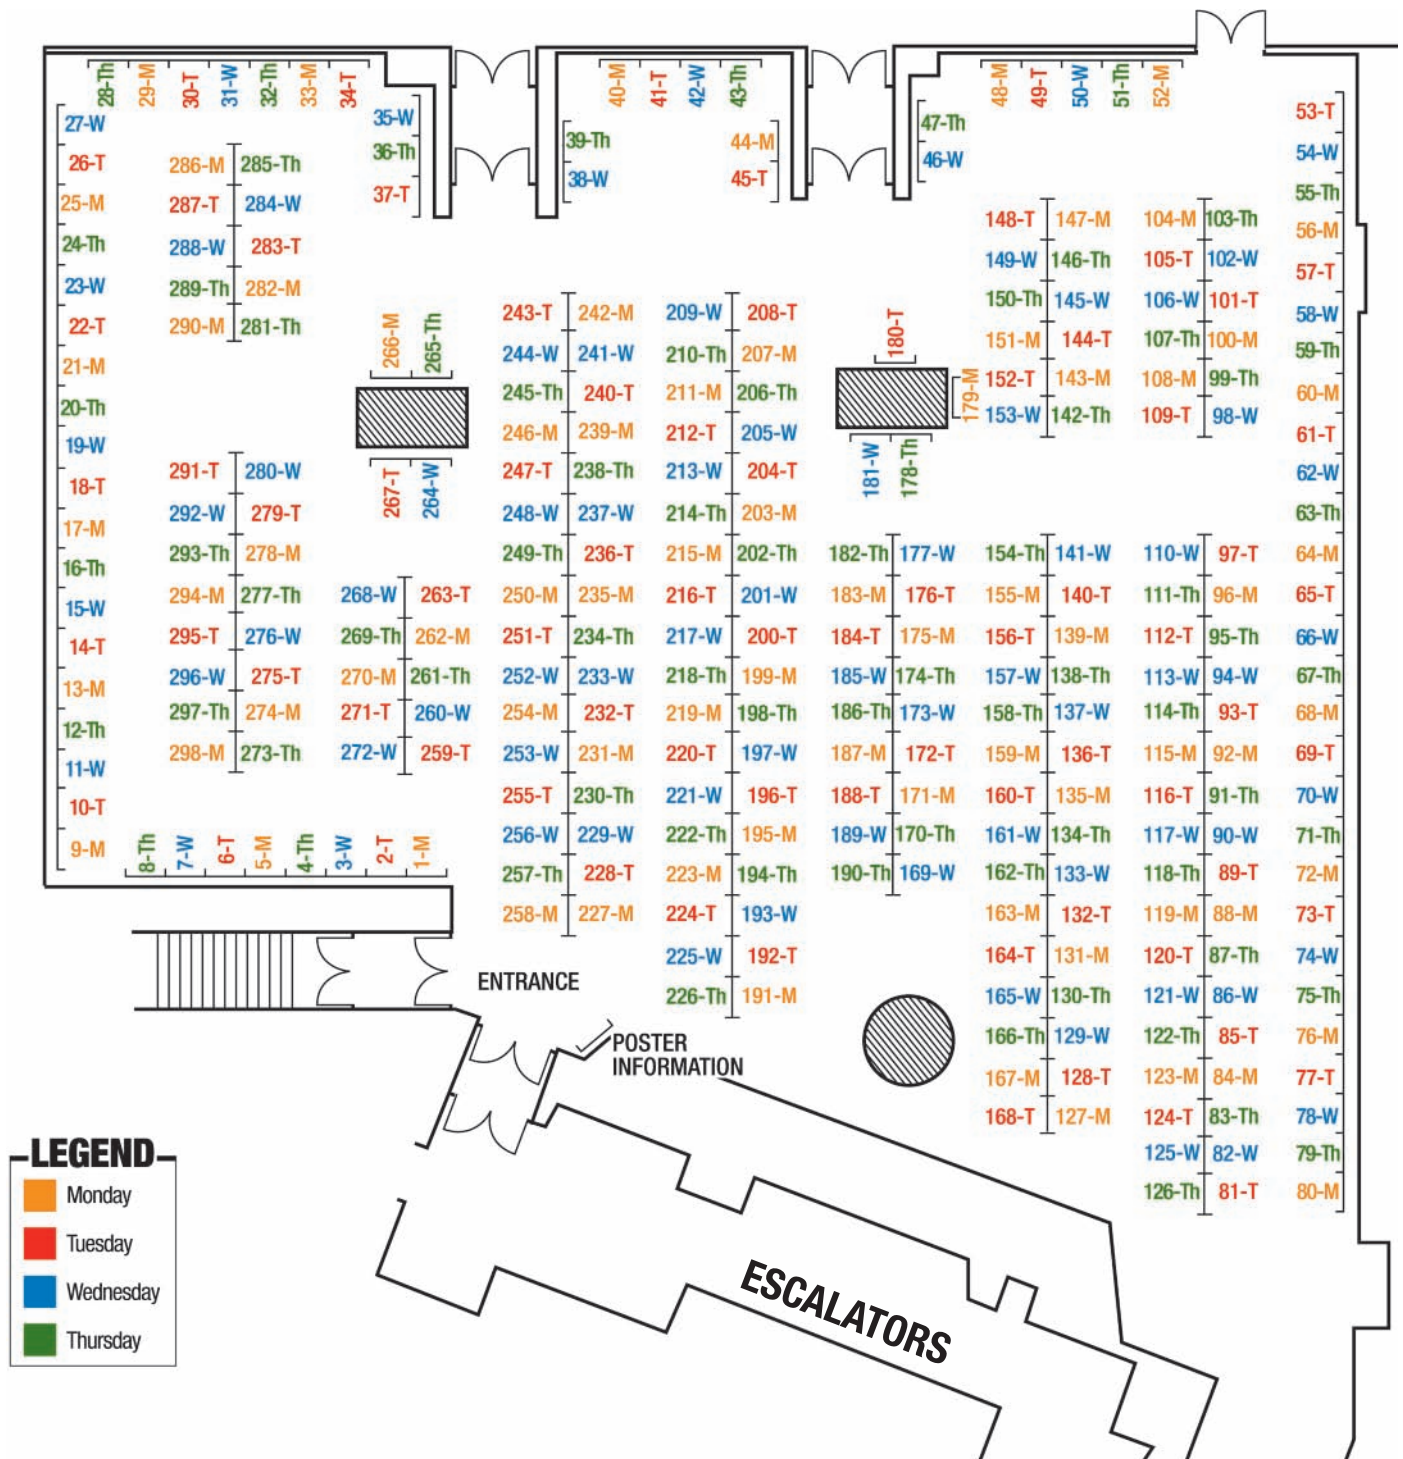 28-Th 29-M 30-T 31-W 32-Th 33-M 34-T
40-M 41-T 42-W 43-Th
48-M 49-T 50-W 51-Th 52-M
27-W 35-W 39-Th 44-M 47-Th 53-T
26-T 286-M 285-Th 36-Th 38-W 45-T 46-W 54-W
25-M 287-T 284-W 37-T 55-Th
24-Th 288-W 283-T 148-T 147-M 104-M 103-Th 56-M
23-W 289-Th 282-M 149-W 146-Th 105-T 102-W 57-T
22-T 290-M 281-Th 266-M 265-Th 243-T 242-M 209-W 208-T 180-T 150-Th 145-W 106-W 101-T 58-W
21-M 244-W 241-W 210-Th 207-M 151-M 144-T 107-Th 100-M 59-Th
20-Th 245-Th 240-T 211-M 206-Th 179-M 152-T 143-M 108-M 99-Th 60-M
19-W 246-M 239-M 212-T 205-W 153-W 142-Th 109-T 98-W 61-T
18-T 291-T 280-W 267-T 264-W 247-T 238-Th 213-W 204-T 181-W 178-Th 62-W
17-M 292-W 279-T 248-W 237-W 214-Th 203-M 63-Th
16-Th 293-Th 278-M 249-Th 236-T 215-M 202-Th 182-Th 177-W 154-Th 141-W 110-W 97-T 64-M
15-W 294-M 277-Th 268-W 263-T 250-M 235-M 216-T 201-W 183-M 176-T 155-M 140-T 111-Th 96-M 65-T
14-T 295-T 276-W 269-Th 262-M 251-T 234-Th 217-W 200-T 184-T 175-M 156-T 139-M 112-T 95-Th 66-W
13-M 296-W 275-T 270-M 261-Th 252-W 233-W 218-Th 199-M 185-W 174-Th 157-W 138-Th 113-W 94-W 67-Th
12-Th 297-Th 274-M 271-T 260-W 254-M 232-T 219-M 198-Th 186-Th 173-W 158-Th 137-W 114-Th 93-T 68-M
11-W 298-M 273-Th 272-W 259-T 253-W 231-M 220-T 197-W 187-M 172-T 159-M 136-T 115-M 92-M 69-T
10-T 255-T 230-Th 221-W 196-T 188-T 171-M 160-T 135-M 116-T 91-Th 70-W
9-M 8-Th 7-W 6-T 5-M 4-Th 3-W 2-T 1-M 256-W 229-W 222-Th 195-M 189-W 170-Th 161-W 134-Th 117-W 90-W 71-Th
257-Th 228-T 223-M 194-Th 190-Th 169-W 162-Th 133-W 118-Th 89-T 72-M
258-M 227-M 224-T 193-W 163-M 132-T 119-M 88-M 73-T
225-W 192-T 164-T 131-M 120-T 87-Th 74-W
226-Th 191-M 165-W 130-Th 121-W 86-W 75-Th
166-Th 129-W 122-Th 85-T 76-M
167-M 128-T 123-M 84-M 77-T
168-T 127-M 124-T 83-Th 78-W
125-W 82-W 79-Th
126-Th 81-T 80-M
ENTRANCE
POSTER
INFORMATION
LEGEND
Monday
Tuesday
Wednesday
Thursday
ESCALATORS